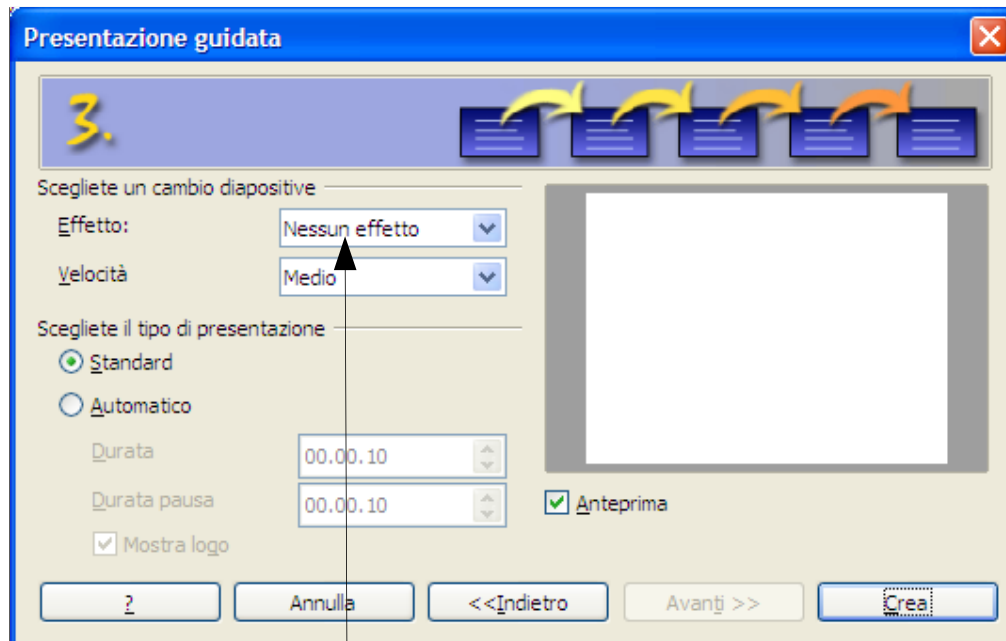 Presentazione guidata
3.
Scegliete un cambio diapositive
Effetto:
Nessun effetto
Velocità
Medio
Scegliete il tipo di presentazione
Standard
Automatico
Durata
00.00.10
Durata pausa
00.00.10
Mostra logo
Anteprima
?
Annulla
<<Indietro
Avanti >>
Crea